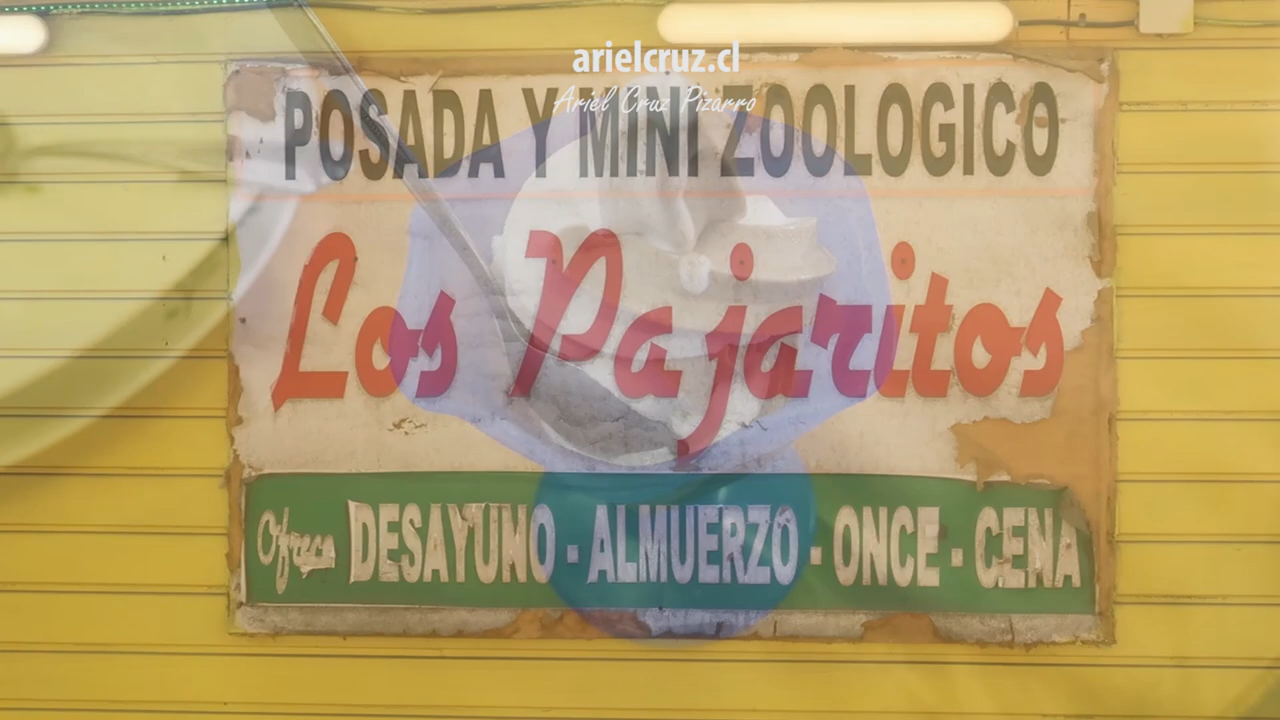 arielcruz.cl
Ariel Cruz Pizarro
POSADA Y MINI ZOOLOGICO
Los Pajaritos
Ofrece DESAYUNO - ALMUERZO - ONCE - CENA